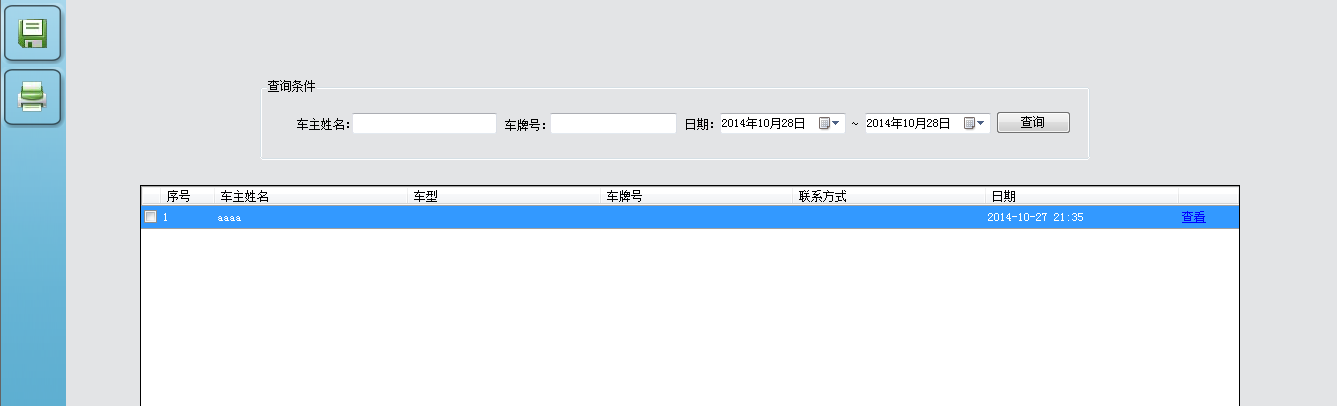 查询条件
车主姓名: 车牌号: 日期: 2014年10月28日 ~ 2014年10月28日 查询
序号 车主姓名 车型 车牌号 联系方式 日期
1 aaaa 2014-10-27 21:35 查看